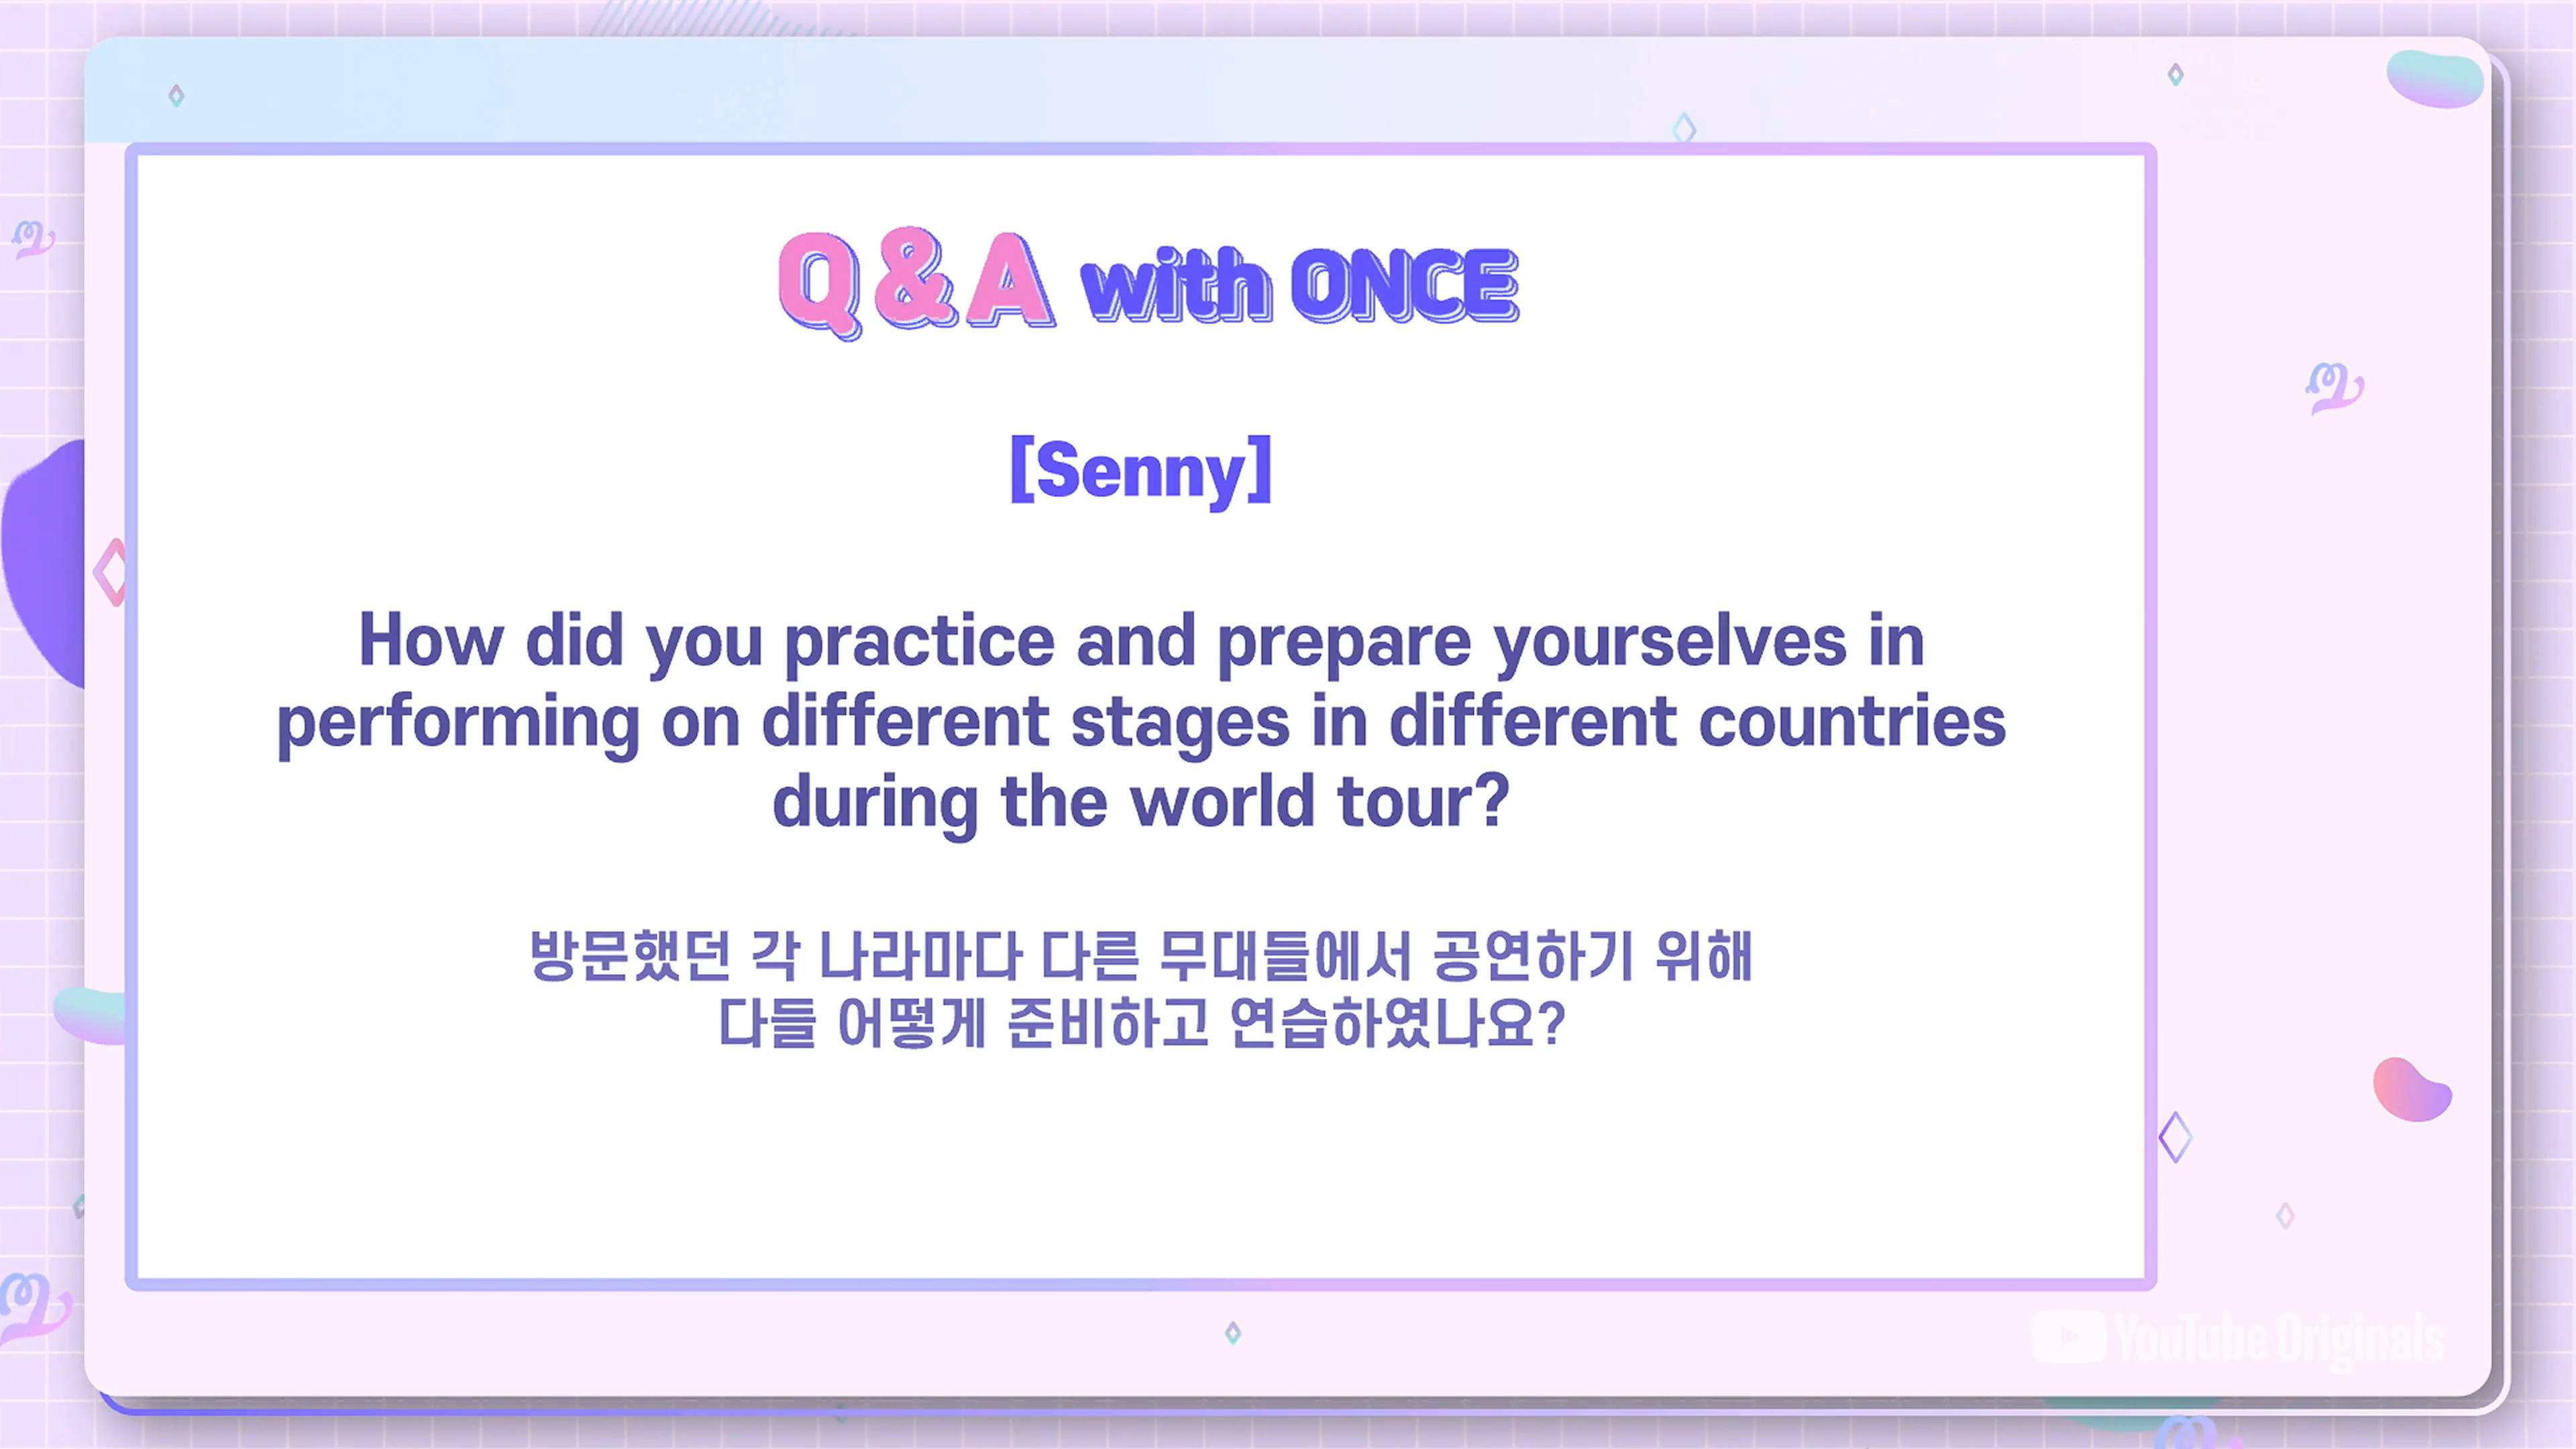 Q & A with ONCE
[Senny]
How did you practice and prepare yourselves in
performing on different stages in different countries
during the world tour?
방문했던 각 나라마다 다른 무대들에서 공연하기 위해
다들 어떻게 준비하고 연습하였나요?
YouTube Originals